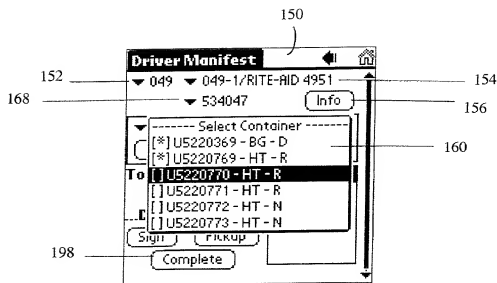 150
Driver Manifest
152
049
049-1/RITE-AID 4951
154
168
534047
Info
156
------- Select Container -------
[*] U5220369 - BG - D
160
[*] U5220769 - HT - R
[ ] U5220770 - HT - R
[ ] U5220771 - HT - R
[ ] U5220772 - HT - N
[ ] U5220773 - HT - N
To
Sign
Pickup
198
Complete